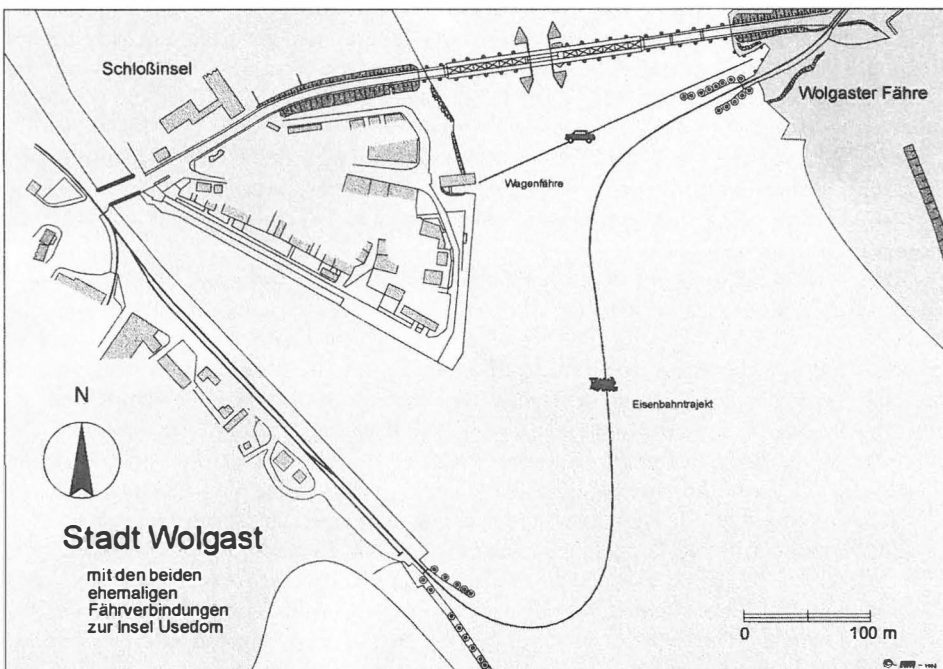 Schloßinsel
Wolgaster Fähre
Wagenfähre
Eisenbahntrajekt
N
Stadt Wolgast
mit den beiden
ehemaligen
Fährverbindungen
zur Insel Usedom
0 100 m